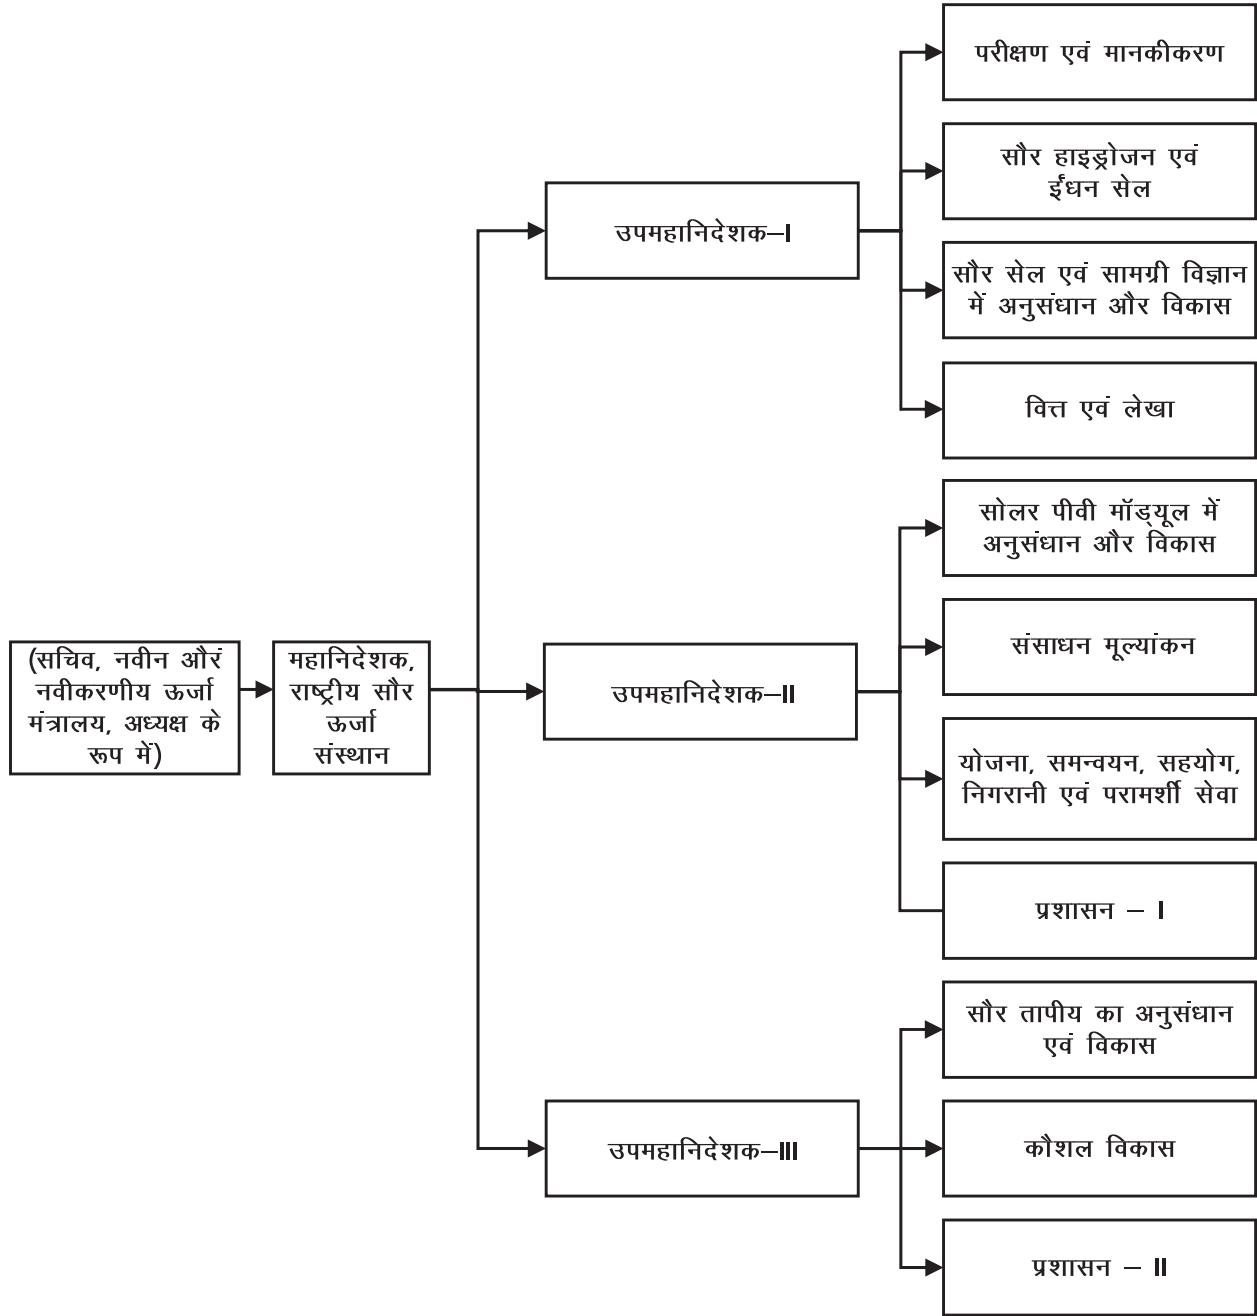 (सचिव, नवीन और
नवीकरणीय ऊर्जा
मंत्रालय, अध्यक्ष के
रूप में)
महानिदेशक,
राष्ट्रीय सौर
ऊर्जा
संस्थान
उपमहानिदेशक–I
परीक्षण एवं मानकीकरण
सौर हाइड्रोजन एवं
ईंधन सेल
सौर सेल एवं सामग्री विज्ञान
में अनुसंधान और विकास
वित्त एवं लेखा
उपमहानिदेशक–II
सोलर पीवी मॉड्यूल में
अनुसंधान और विकास
संसाधन मूल्यांकन
योजना, समन्वयन, सहयोग,
निगरानी एवं परामर्शी सेवा
प्रशासन – I
उपमहानिदेशक–III
सौर तापीय का अनुसंधान
एवं विकास
कौशल विकास
प्रशासन – II